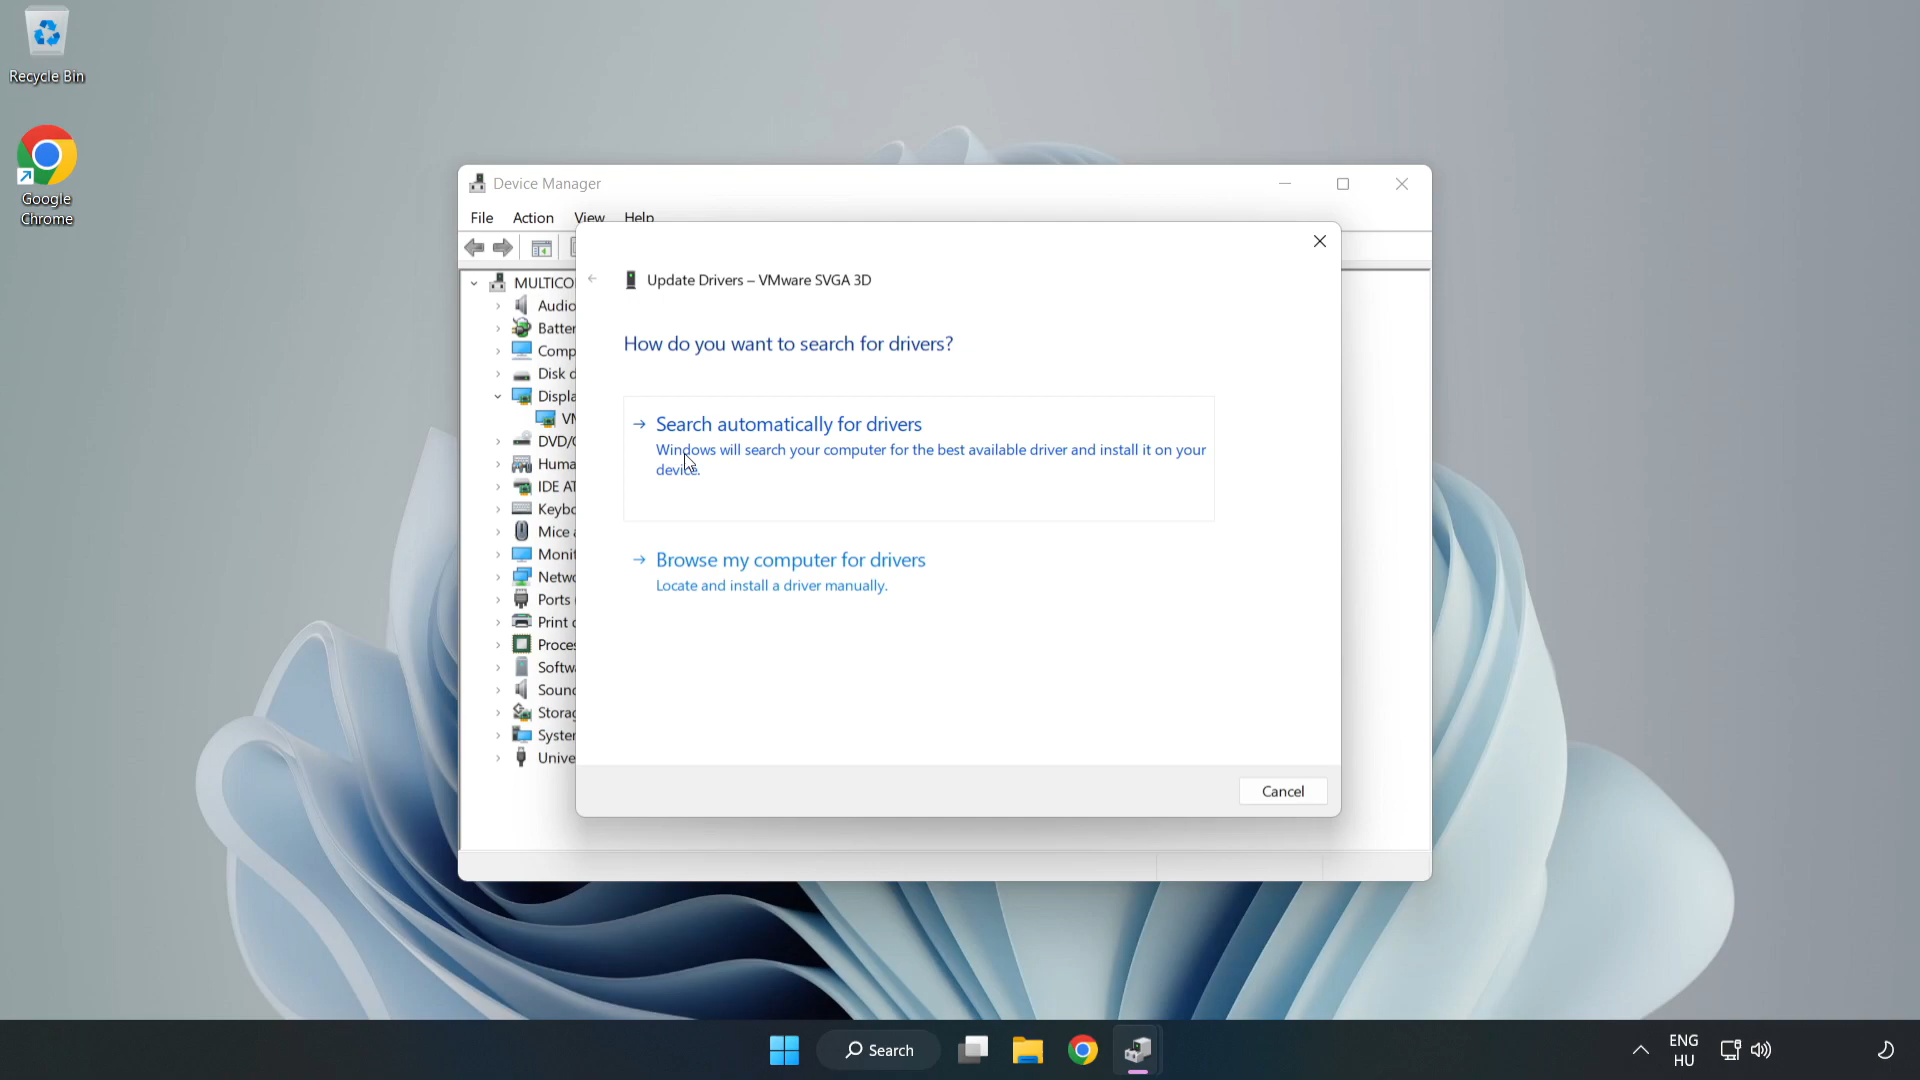 Recycle Bin
Google
Chrome
Device Manager
File Action View Help
Update Drivers – VMware SVGA 3D
How do you want to search for drivers?
Search automatically for drivers
Windows will search your computer for the best available driver and install it on your
device.
Browse my computer for drivers
Locate and install a driver manually.
Cancel
MULTICO
Audio
Batter
Comp
Disk d
Displa
VM
DVD/
Huma
IDE AT
Keybo
Mice a
Monit
Netwo
Ports
Print
Proces
Softwa
Sound
Storag
System
Unive
Search
ENG
HU